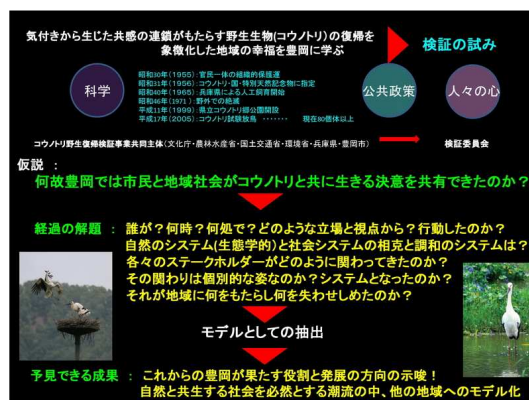 気付きから生じた共感の連鎖がもたらす野生生物(コウノトリ)の復帰を
象徴化した地域の幸福を豊岡に学ぶ
検証の試み
科学
昭和30年(1955):官民一体の組織的保護運
昭和31年(1956):コウノトリ・国・特別天然記念物に指定
昭和40年(1965):兵庫県による人工飼育開始
昭和46年(1971):野外での絶滅
平成11年(1999):県立コウノトリ郷公園開設
平成17年(2005):コウノトリ試験放鳥 ‥‥‥ 現在80個体以上
公共政策
人々の心
コウノトリ野生復帰検証事業共同主体(文化庁・農林水産省・国土交通省・環境省・兵庫県・豊岡市)
検証委員会
仮説 :
何故豊岡では市民と地域社会がコウノトリと共に生きる決意を共有できたのか?
経過の解題 : 誰が?何時?何処で?どのような立場と視点から?行動したのか?
自然のシステム(生態学的)と社会システムの相克と調和のシステムは?
各々のステークホルダーがどのように関わってきたのか?
その関わりは個別的な姿なのか?システムとなったのか?
それが地域に何をもたらし何を失わせしめたのか?
モデルとしての抽出
予見できる成果 : これからの豊岡が果たす役割と発展の方向の示唆!
自然と共生する社会を必然とする潮流の中、他の地域へのモデル化